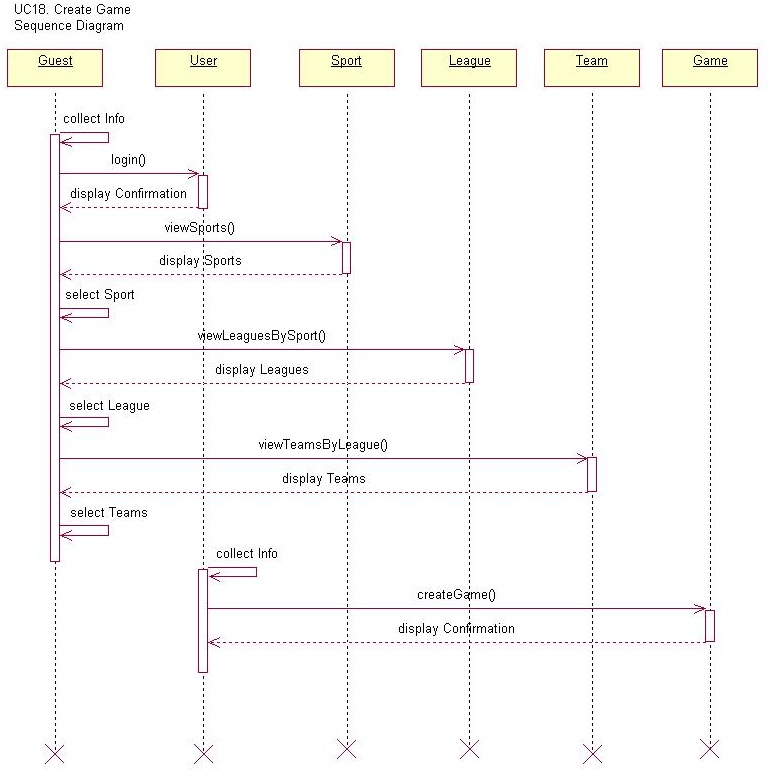 UC18. Create Game
Sequence Diagram
Guest
User
Sport
League
Team
Game
collect Info
login()
display Confirmation
viewSports()
display Sports
select Sport
viewLeaguesBySport()
display Leagues
select League
viewTeamsByLeague()
display Teams
select Teams
collect Info
createGame()
display Confirmation